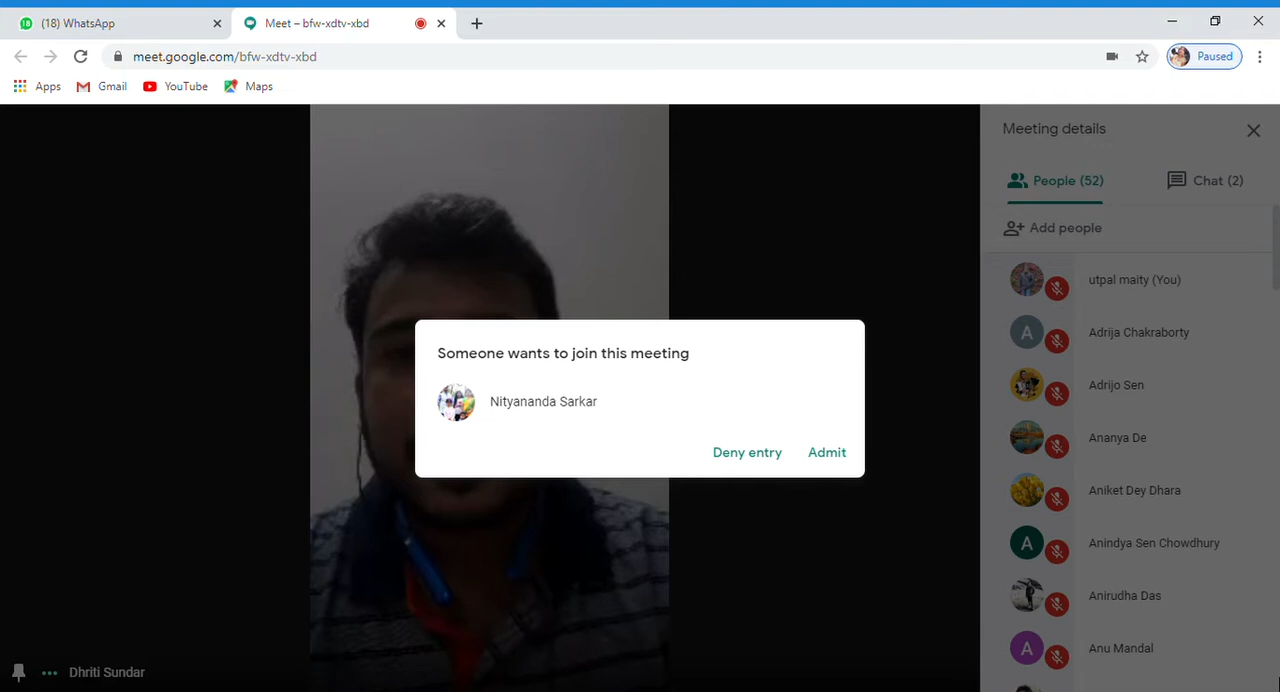 (18) WhatsApp
Meet – bfw-xdtv-xbd
meet.google.com/bfw-xdtv-xbd
Paused
Apps
Gmail
YouTube
Maps
Meeting details
People (52)
Chat (2)
Add people
utpal maity (You)
A
Adrija Chakraborty
Adrijo Sen
Ananya De
Aniket Dey Dhara
A
Anindya Sen Chowdhury
Anirudha Das
A
Anu Mandal
Someone wants to join this meeting
Nityananda Sarkar
Deny entry
Admit
Dhriti Sundar